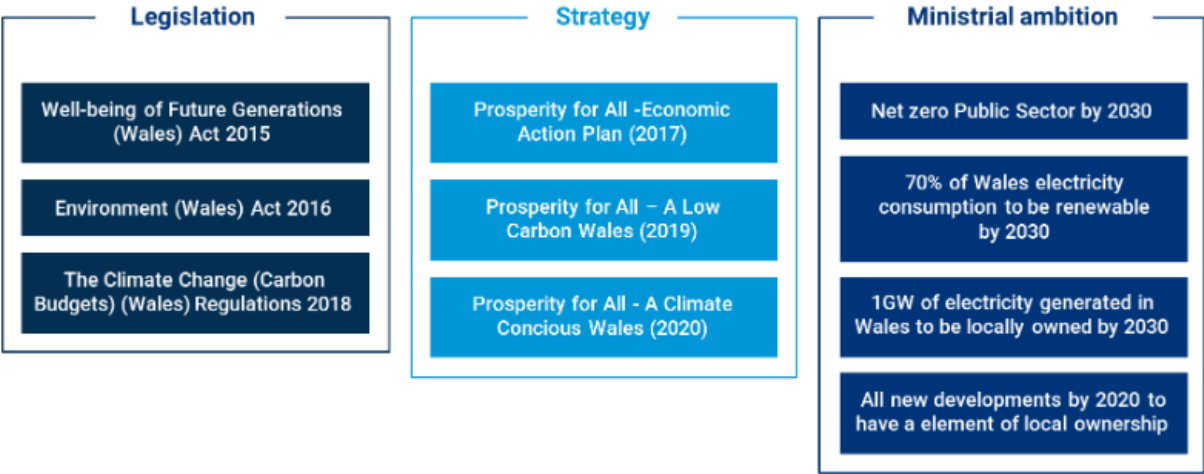 Legislation
Well-being of Future Generations
(Wales) Act 2015
Environment (Wales) Act 2016
The Climate Change (Carbon
Budgets) (Wales) Regulations 2018
Strategy
Prosperity for All -Economic
Action Plan (2017)
Prosperity for All – A Low
Carbon Wales (2019)
Prosperity for All - A Climate
Concious Wales (2020)
Ministrial ambition
Net zero Public Sector by 2030
70% of Wales electricity
consumption to be renewable
by 2030
1GW of electricity generated in
Wales to be locally owned by 2030
All new developments by 2020 to
have a element of local ownership